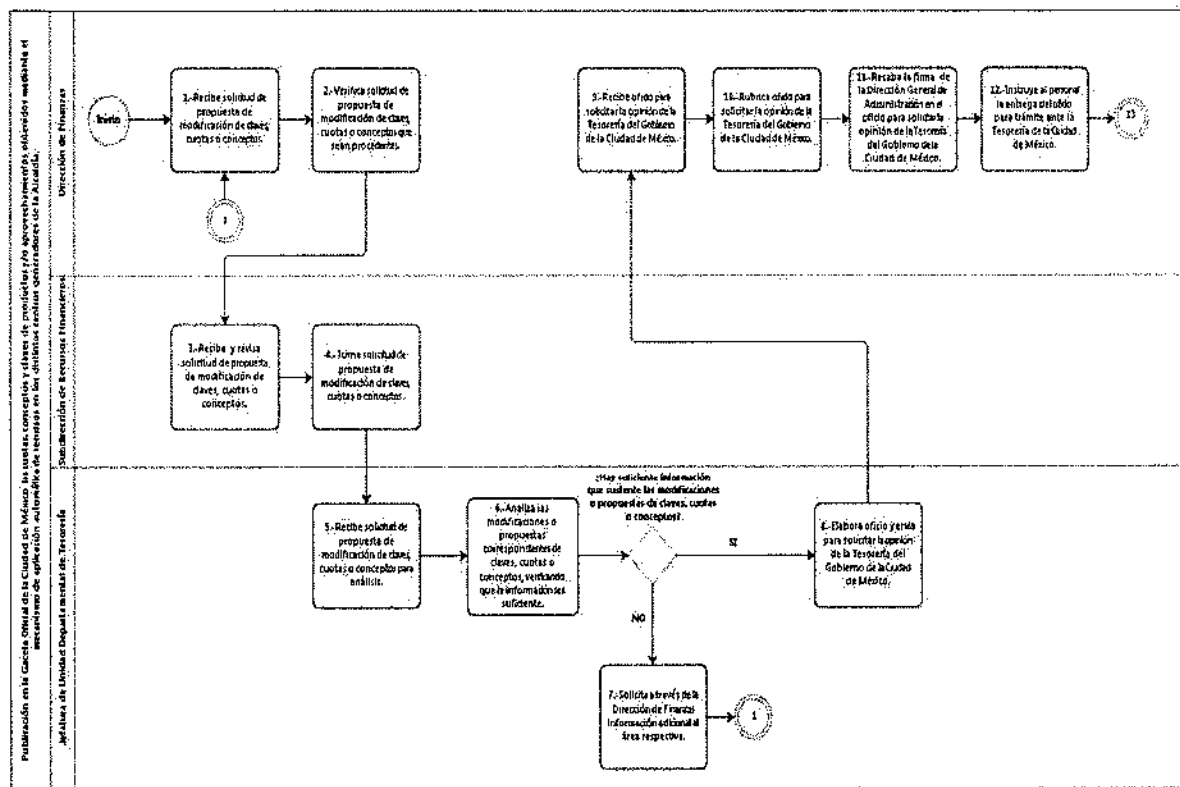 Publicación en la Gaceta Oficial de la Ciudad de México las cuotas, conceptos y claves de productos y/o aprovechamientos obtenidos mediante el
mecanismo de aplicación automática de recursos en los distintos centros generadores de la Alcaldía.
Dirección de Finanzas
Inicio
1.-Recibe solicitud de
propuesta de
modificación de claves,
cuotas o conceptos.
2.-Verifica solicitud de
propuesta de
modificación de claves,
cuotas o conceptos que
sean procedentes.
1
9.-Recibe oficio para
solicitar la opinión de la
Tesorería del Gobierno
de la Ciudad de México.
10.-Rubrica oficio para
solicitar la opinión de la
Tesorería del Gobierno
de la Ciudad de México.
11.-Recaba la firma de
la Dirección General de
Administración en el
oficio para solicitar la
opinión de la Tesorería
del Gobierno de la
Ciudad de México.
12.-Instruye al personal
la entrega del oficio
para trámite ante la
Tesorería de la Ciudad
de México.
13
Subdirección de Recursos Financieros
3.-Recibe y revisa
solicitud de propuesta
de modificación de
claves, cuotas o
conceptos.
4.-Turna solicitud de
propuesta de
modificación de claves,
cuotas o conceptos.
Jefatura de Unidad Departamental de Tesorería
5.-Recibe solicitud de
propuesta de
modificación de claves,
cuotas o conceptos para
análisis.
6.-Analiza las
modificaciones o
propuestas
correspondientes de
claves, cuotas o
conceptos, verificando
que la información sea
suficiente.
¿Hay suficiente información
que sustente las modificaciones
o propuestas de claves, cuotas
o conceptos?.
SI
NO
7.-Solicita a través de la
Dirección de Finanzas
información adicional al
área respectiva.
1
8.-Elabora oficio y envía
para solicitar la opinión
de la Tesorería del
Gobierno de la Ciudad
de México.